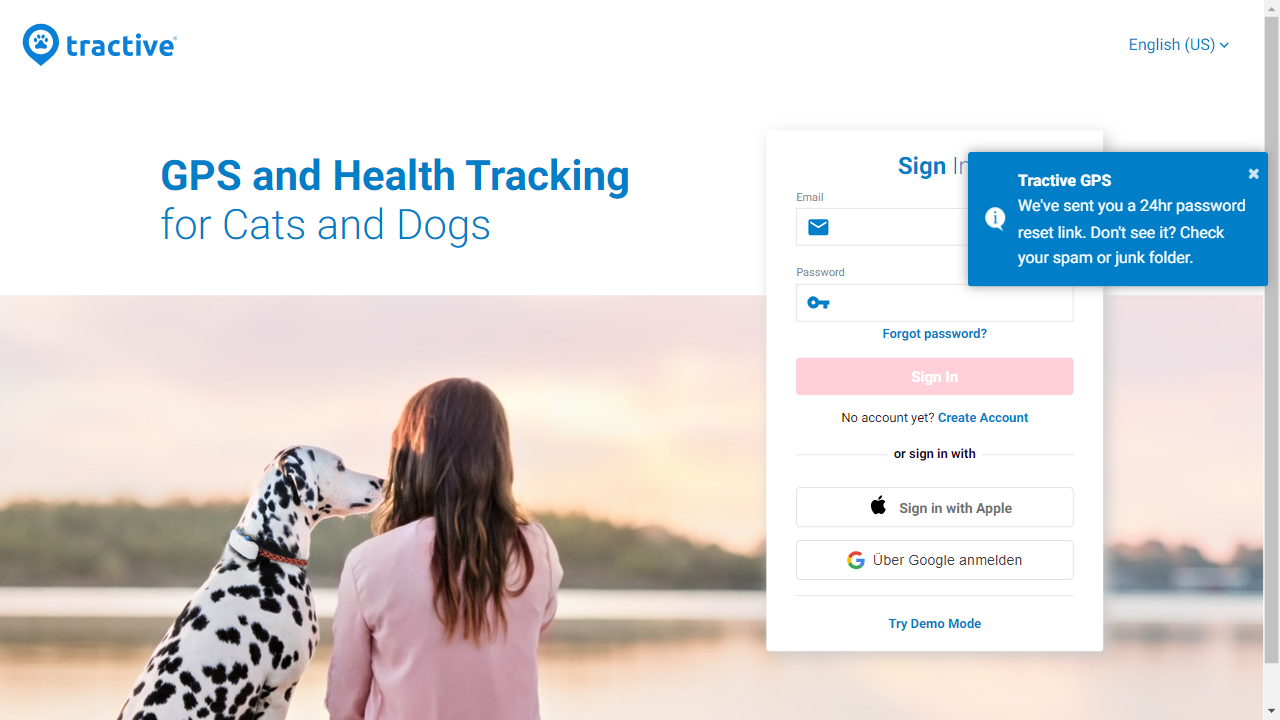 tractive
English (US)
GPS and Health Tracking
for Cats and Dogs
Sign In
Email
Password
Forgot password?
Sign In
No account yet? Create Account
or sign in with
Sign in with Apple
Über Google anmelden
Try Demo Mode
Tractive GPS
We've sent you a 24hr password
reset link. Don't see it? Check
your spam or junk folder.